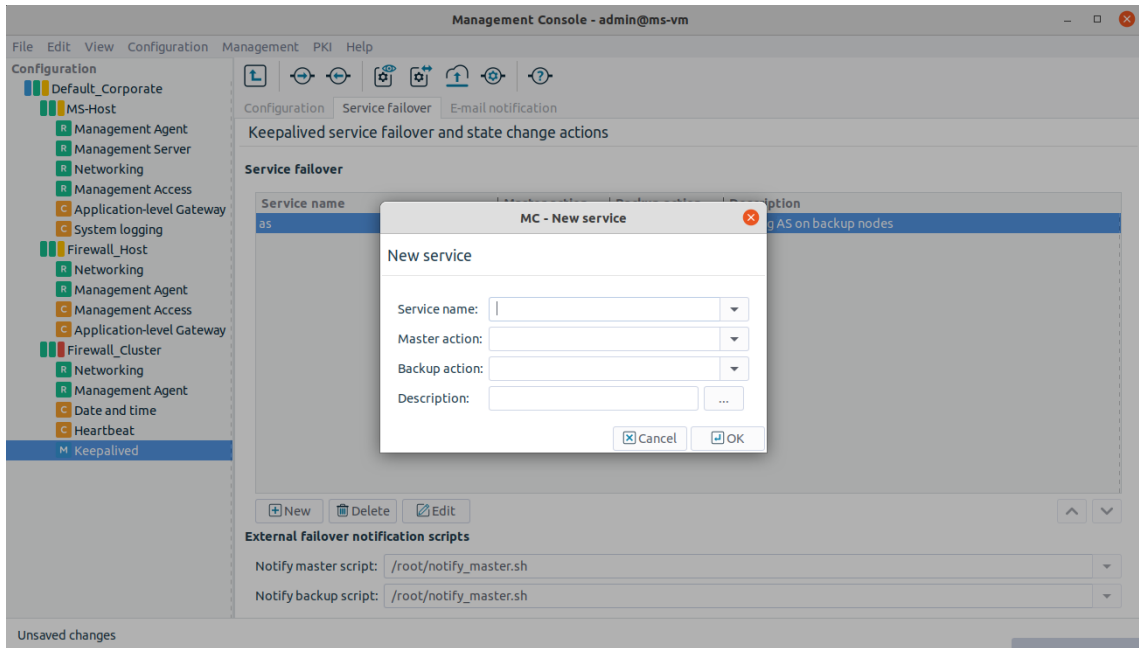 Management Console - admin@ms-vm
File Edit View Configuration Management PKI Help
Configuration
Default_Corporate
MS-Host
R Management Agent
R Management Server
R Networking
R Management Access
C Application-level Gateway
C System logging
Firewall_Host
R Networking
R Management Agent
C Management Access
C Application-level Gateway
Firewall_Cluster
R Networking
R Management Agent
C Date and time
C Heartbeat
M Keepalived
Configuration Service failover E-mail notification
Keepalived service failover and state change actions
Service failover
Service name Master action Backup action Description
as g AS on backup nodes
MC - New service
New service
Service name:
Master action:
Backup action:
Description: ...
Cancel OK
New Delete Edit
External failover notification scripts
Notify master script: /root/notify_master.sh
Notify backup script: /root/notify_master.sh
Unsaved changes